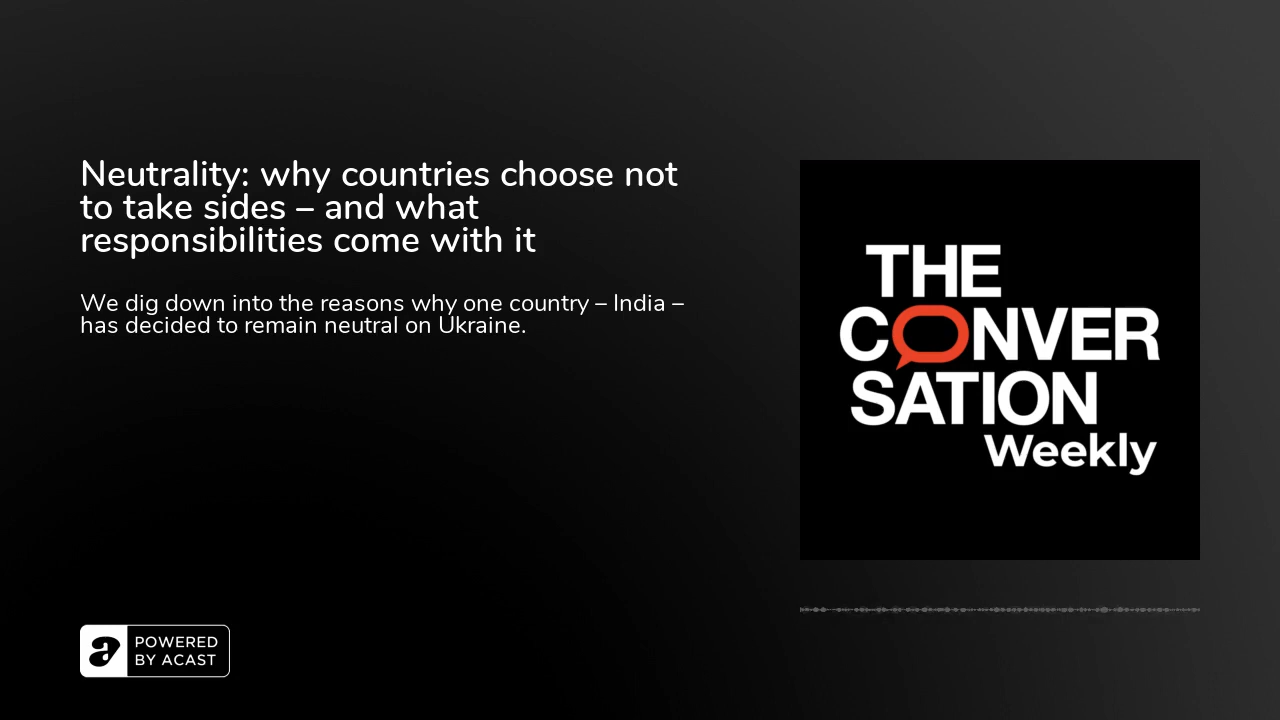 Neutrality: why countries choose not
to take sides – and what
responsibilities come with it
We dig down into the reasons why one country – India –
has decided to remain neutral on Ukraine.
THE
CONVER
SATION
Weekly
a
POWERED
BY ACAST